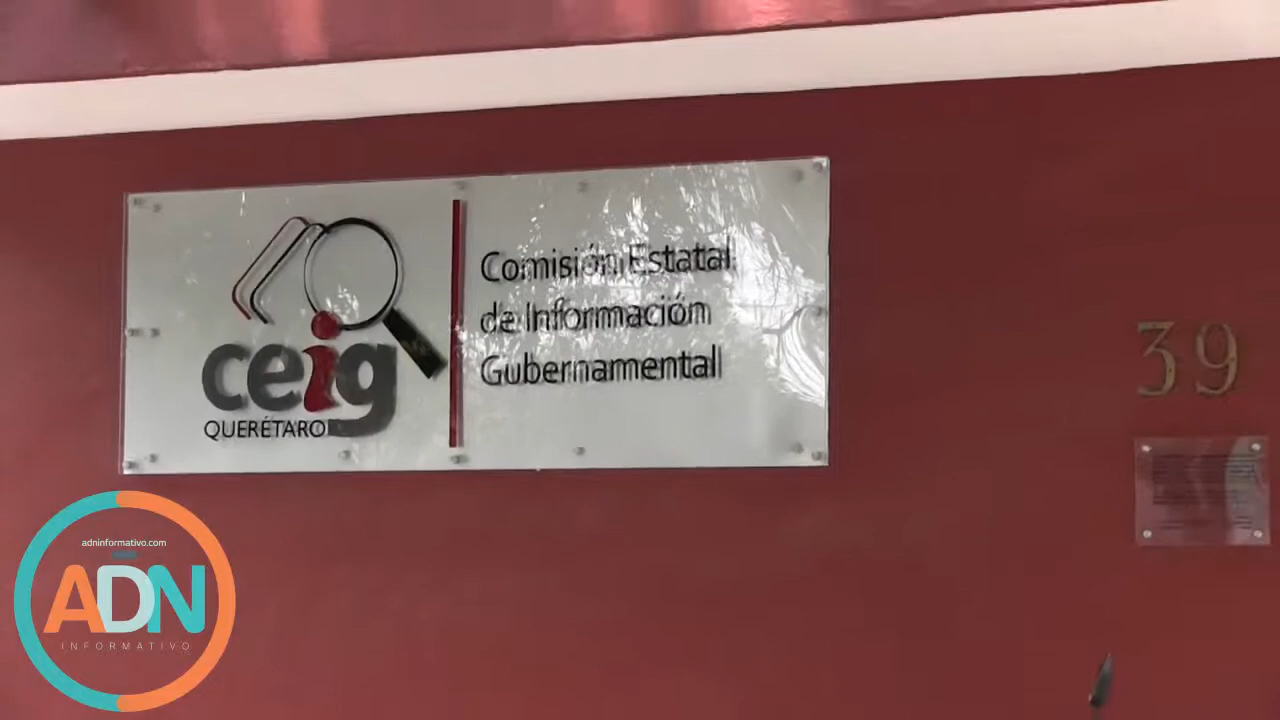 ceig
QUERÉTARO
Comisión Estatal
de Información
Gubernamental
39
adninformativo.com
ADN
INFORMATIVO